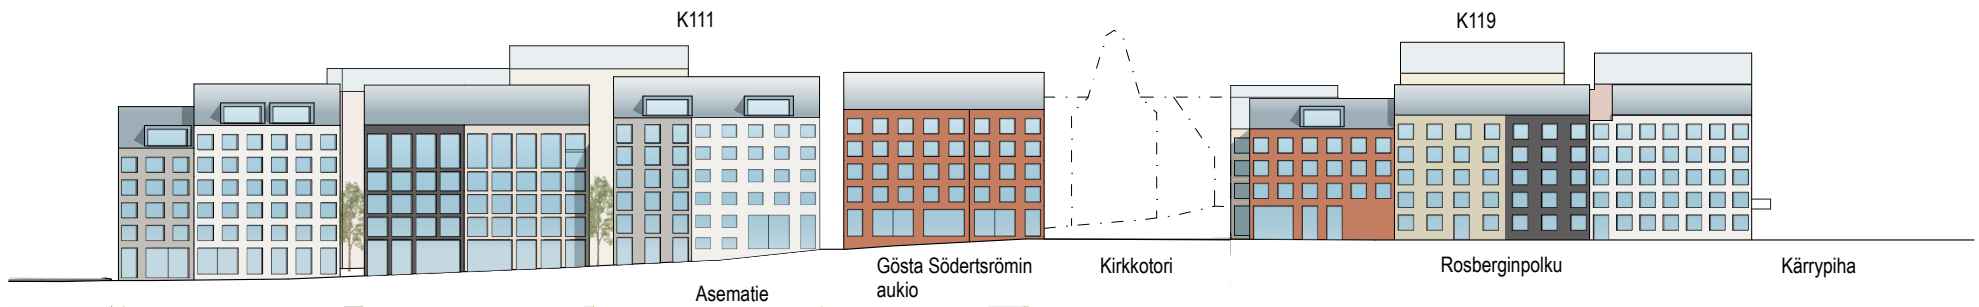 K111
K119
Gösta Södertsrömin
aukio
Kirkkotori
Rosberginpolku
Kärrypiha
Asematie